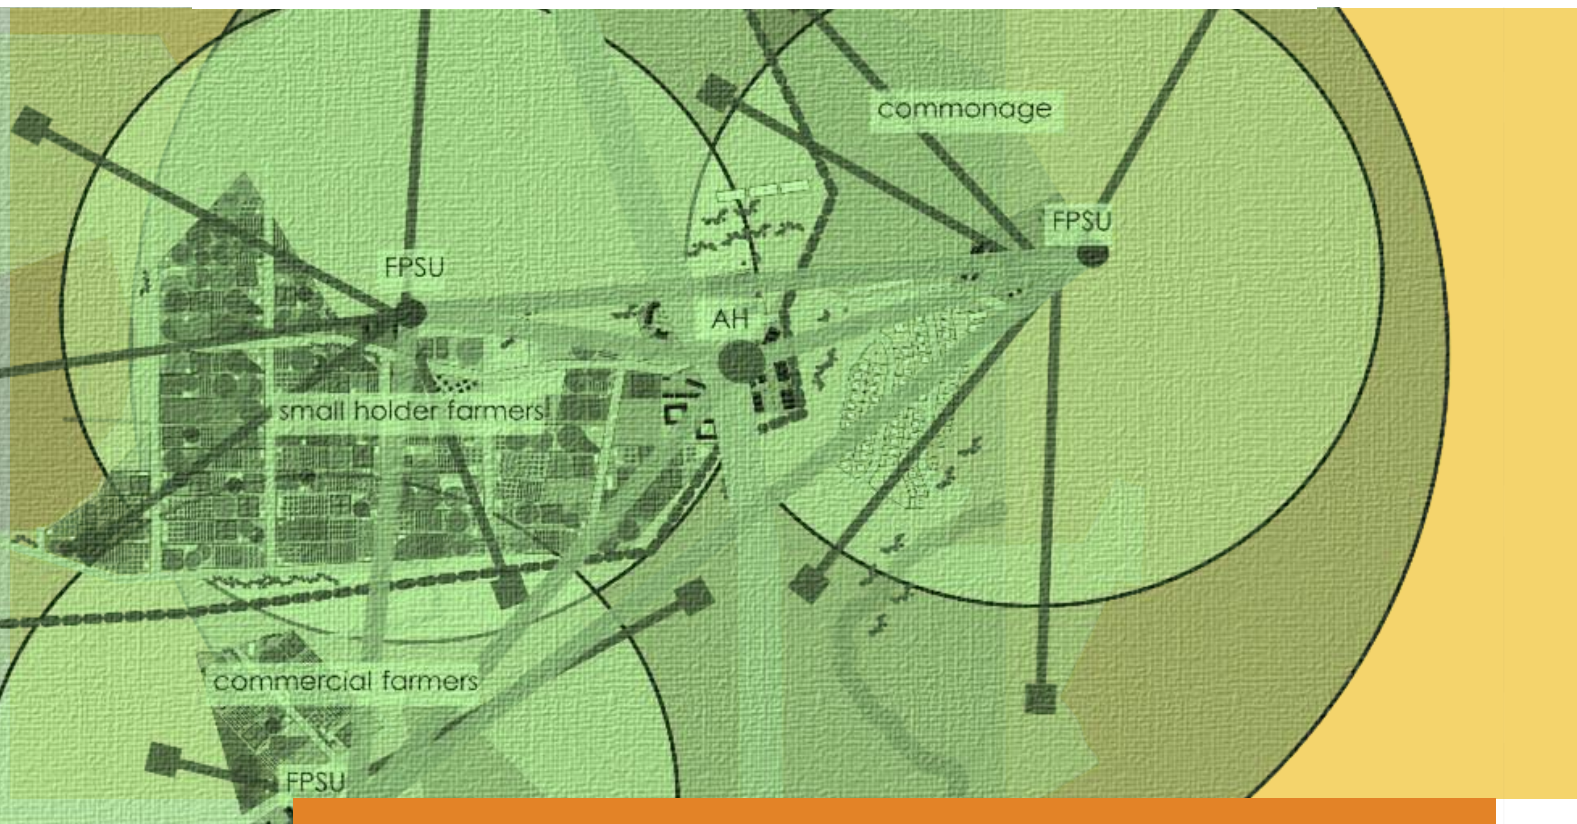 commonage
FPSU
FPSU
AH
small holder farmers
commercial farmers
FPSU